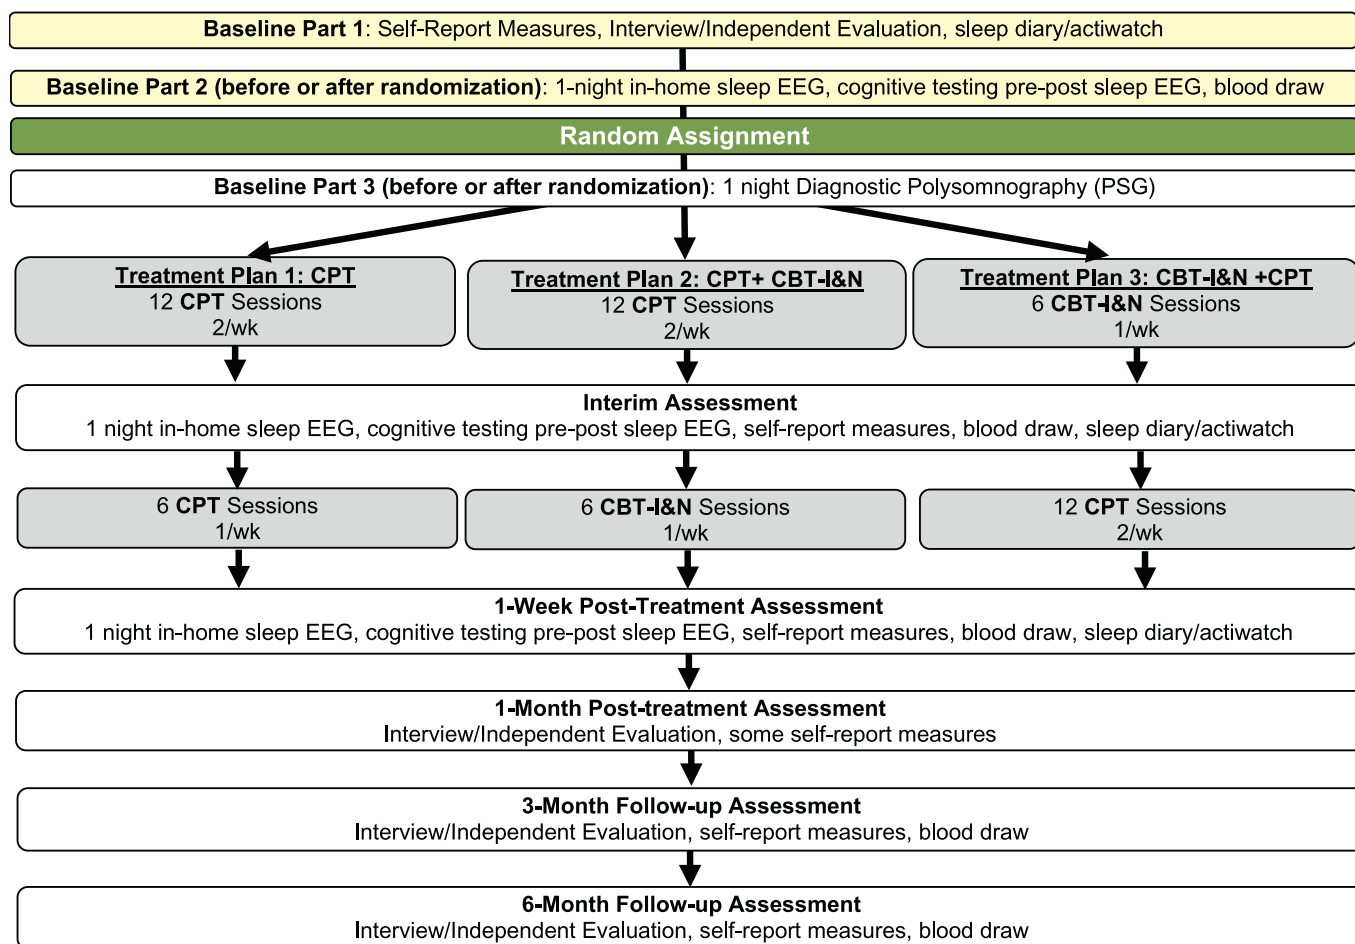 Baseline Part 1: Self-Report Measures, Interview/Independent Evaluation, sleep diary/actiwatch
Baseline Part 2 (before or after randomization): 1-night in-home sleep EEG, cognitive testing pre-post sleep EEG, blood draw
Random Assignment
Baseline Part 3 (before or after randomization): 1 night Diagnostic Polysomnography (PSG)
Treatment Plan 1: CPT
12 CPT Sessions
2/wk
Treatment Plan 2: CPT+ CBT-I&N
12 CPT Sessions
2/wk
Treatment Plan 3: CBT-I&N +CPT
6 CBT-I&N Sessions
1/wk
Interim Assessment
1 night in-home sleep EEG, cognitive testing pre-post sleep EEG, self-report measures, blood draw, sleep diary/actiwatch
6 CPT Sessions
1/wk
6 CBT-I&N Sessions
1/wk
12 CPT Sessions
2/wk
1-Week Post-Treatment Assessment
1 night in-home sleep EEG, cognitive testing pre-post sleep EEG, self-report measures, blood draw, sleep diary/actiwatch
1-Month Post-treatment Assessment
Interview/Independent Evaluation, some self-report measures
3-Month Follow-up Assessment
Interview/Independent Evaluation, self-report measures, blood draw
6-Month Follow-up Assessment
Interview/Independent Evaluation, self-report measures, blood draw